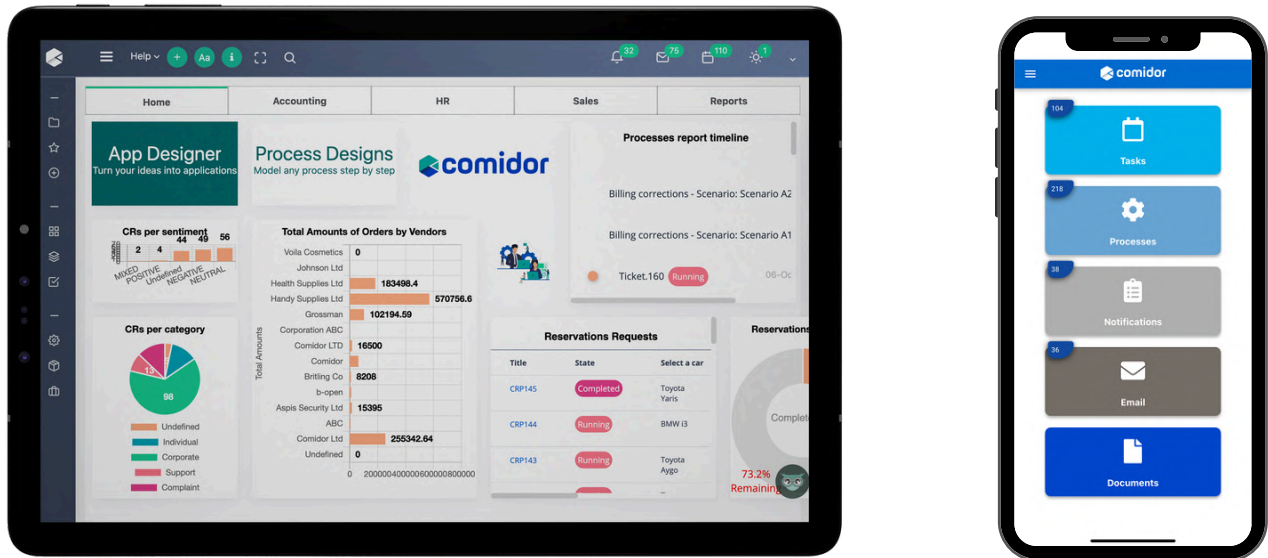 Help
Aa
i
32
75
110
1
Home
Accounting
HR
Sales
Reports
App Designer
Turn your ideas into applications
Process Designs
Model any process step by step
comidor
Processes report timeline
Billing corrections - Scenario: Scenario A2
Billing corrections - Scenario: Scenario A1
Ticket.160 Running 06-Oc
CRs per sentiment
2 4 44 49 56
MIXED
POSITIVE
Undefined
NEGATIVE
NEUTRAL
CRs per category
13
98
Undefined
Individual
Corporate
Support
Complaint
Total Amounts of Orders by Vendors
Total Amounts
Voila Cosmetics 0
Johnson Ltd
Health Supplies Ltd 183498.4
Handy Supplies Ltd 570756.6
Grossman 102194.59
Corporation ABC
Comidor LTD 16500
Comidor
Britling Co 8208
b-open
Aspis Security Ltd 15395
ABC
Comidor Ltd 255342.64
Undefined 0
0 200000400000600000800000
Reservations Requests
Title State Select a car
CRP145 Completed Toyota Yaris
CRP144 Running BMW i3
CRP143 Running Toyota Aygo
Reservations
Complet
73.2%
Remaining
comidor
104
Tasks
218
Processes
38
Notifications
36
Email
Documents